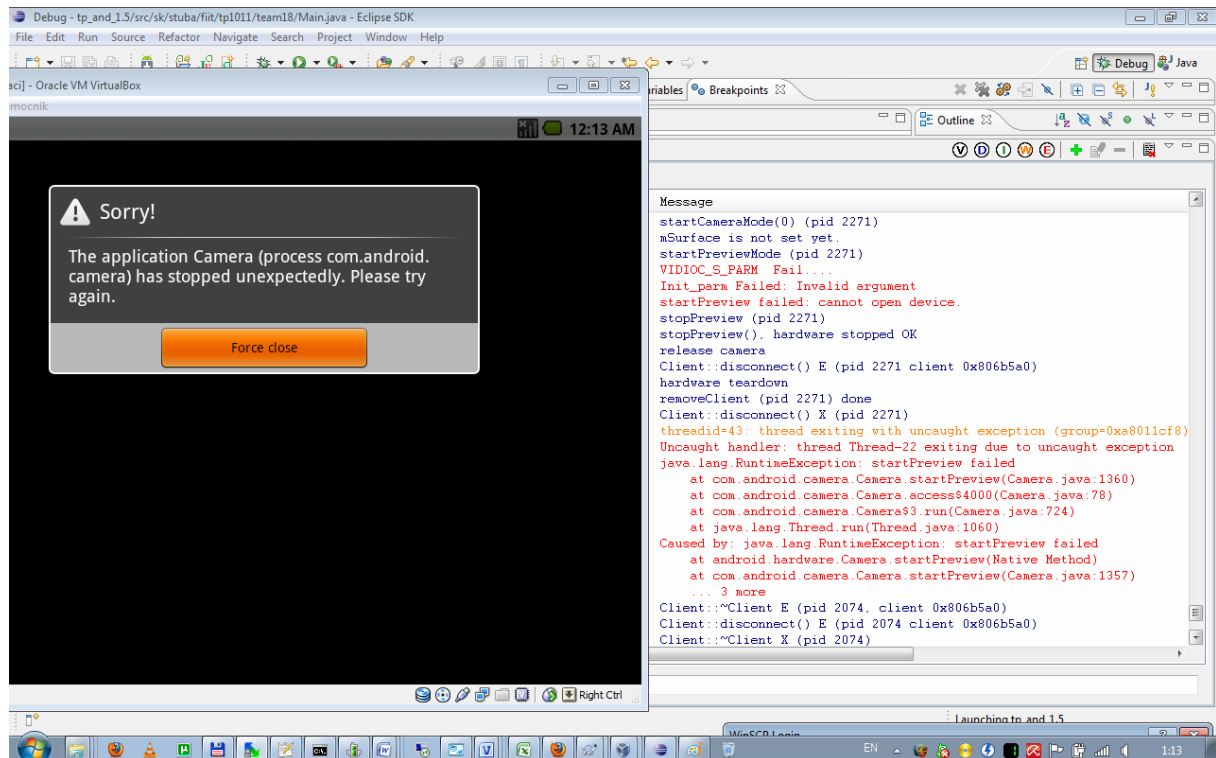 Debug - tp_and_1.5/src/sk/stuba/fiit/tp1011/team18/Main.java - Eclipse SDK
File Edit Run Source Refactor Navigate Search Project Window Help
Debug Java
aci] - Oracle VM VirtualBox
mocník
12:13 AM
Sorry!
The application Camera (process com.android.
camera) has stopped unexpectedly. Please try
again.
Force close
Right Ctrl
riables Breakpoints
Outline
V D I W E
Message
startCameraMode(0) (pid 2271)
mSurface is not set yet.
startPreviewMode (pid 2271)
VIDIOC_S_PARM Fail....
Init_parm Failed: Invalid argument
startPreview failed: cannot open device.
stopPreview (pid 2271)
stopPreview(), hardware stopped OK
release camera
Client::disconnect() E (pid 2271 client 0x806b5a0)
hardware teardown
removeClient (pid 2271) done
Client::disconnect() X (pid 2271)
threadid=43: thread exiting with uncaught exception (group=0xa8011cf8)
Uncaught handler: thread Thread-22 exiting due to uncaught exception
java.lang.RuntimeException: startPreview failed
at com.android.camera.Camera.startPreview(Camera.java:1360)
at com.android.camera.Camera.access$4000(Camera.java:78)
at com.android.camera.Camera$3.run(Camera.java:724)
at java.lang.Thread.run(Thread.java:1060)
Caused by: java.lang.RuntimeException: startPreview failed
at android.hardware.Camera.startPreview(Native Method)
at com.android.camera.Camera.startPreview(Camera.java:1357)
... 3 more
Client::~Client E (pid 2074, client 0x806b5a0)
Client::disconnect() E (pid 2074 client 0x806b5a0)
Client::~Client X (pid 2074)
Launching tp_and_1.5
WinSCP Login
EN 1:13